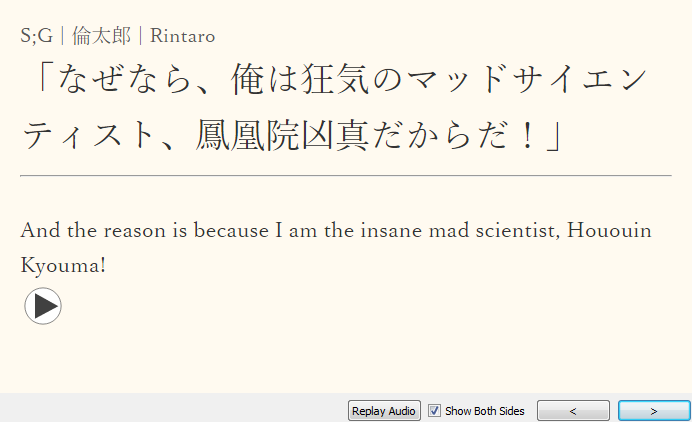 S;G | 倫太郎 | Rintaro
「なぜなら、俺は狂気のマッドサイエン
ティスト、鳳凰院凶真だからだ！」
And the reason is because I am the insane mad scientist, Hououin
Kyouma!
Replay Audio Show Both Sides < >